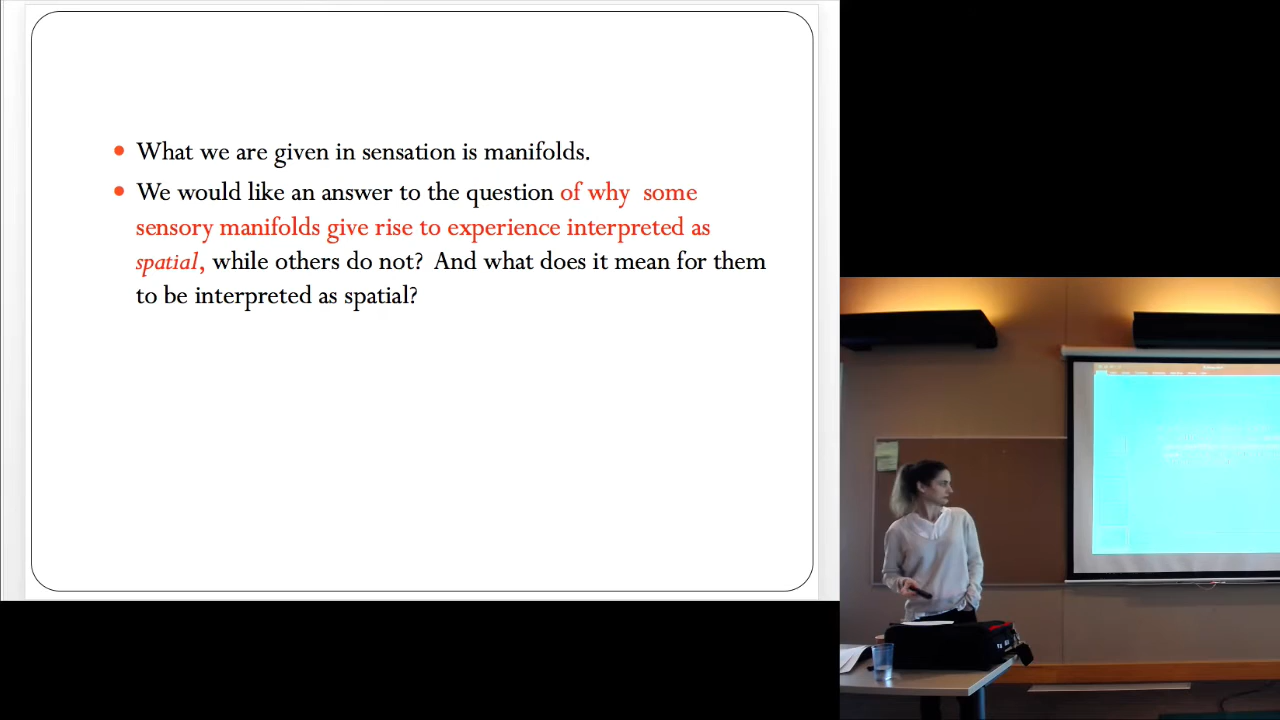 What we are given in sensation is manifolds.
We would like an answer to the question of why some
sensory manifolds give rise to experience interpreted as
spatial, while others do not? And what does it mean for them
to be interpreted as spatial?